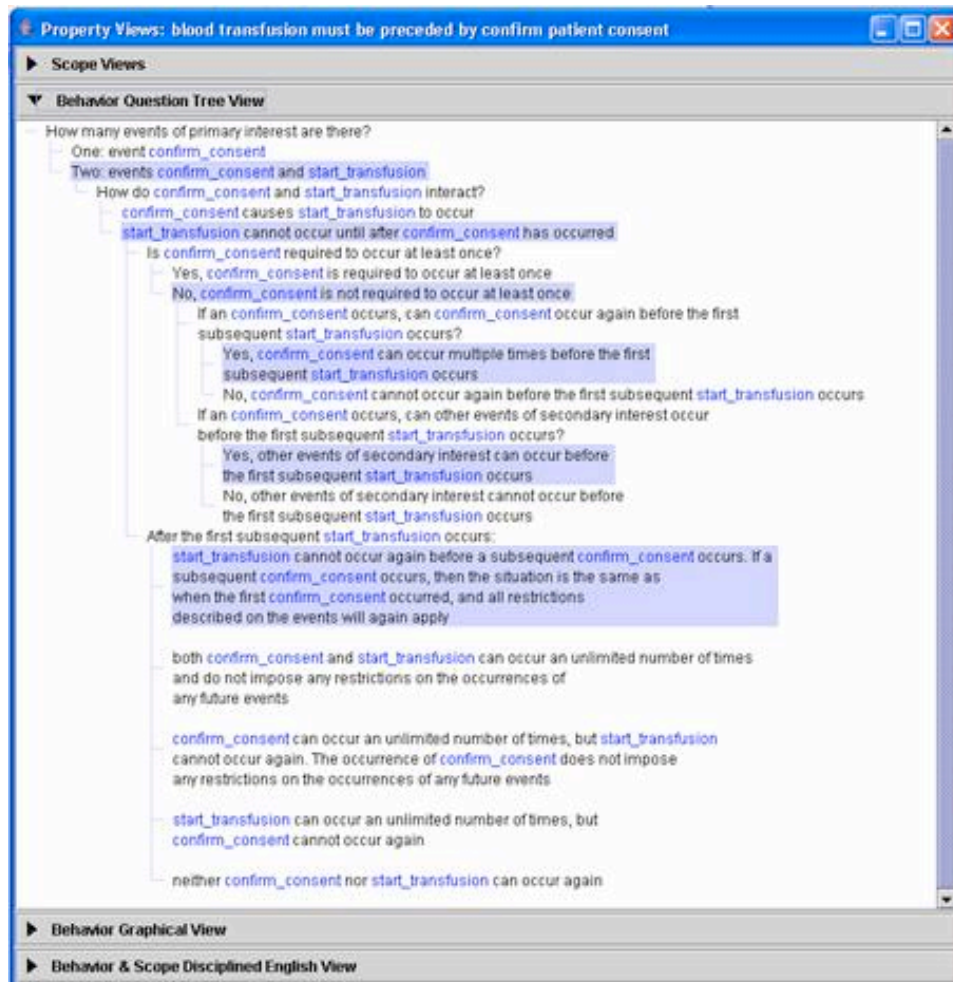 Property Views: blood transfusion must be preceded by confirm patient consent
Scope Views
Behavior Question Tree View
How many events of primary interest are there?
One: event confirm_consent
Two: events confirm_consent and start_transfusion
How do confirm_consent and start_transfusion interact?
confirm_consent causes start_transfusion to occur
start_transfusion cannot occur until after confirm_consent has occurred
Is confirm_consent required to occur at least once?
Yes, confirm_consent is required to occur at least once
No, confirm_consent is not required to occur at least once
If an confirm_consent occurs, can confirm_consent occur again before the first
subsequent start_transfusion occurs?
Yes, confirm_consent can occur multiple times before the first
subsequent start_transfusion occurs
No, confirm_consent cannot occur again before the first subsequent start_transfusion occurs
If an confirm_consent occurs, can other events of secondary interest occur
before the first subsequent start_transfusion occurs?
Yes, other events of secondary interest can occur before
the first subsequent start_transfusion occurs
No, other events of secondary interest cannot occur before
the first subsequent start_transfusion occurs
After the first subsequent start_transfusion occurs:
start_transfusion cannot occur again before a subsequent confirm_consent occurs. If a
subsequent confirm_consent occurs, then the situation is the same as
when the first confirm_consent occurred, and all restrictions
described on the events will again apply
both confirm_consent and start_transfusion can occur an unlimited number of times
and do not impose any restrictions on the occurrences of
any future events
confirm_consent can occur an unlimited number of times, but start_transfusion
cannot occur again. The occurrence of confirm_consent does not impose
any restrictions on the occurrences of any future events
start_transfusion can occur an unlimited number of times, but
confirm_consent cannot occur again
neither confirm_consent nor start_transfusion can occur again
Behavior Graphical View
Behavior & Scope Disciplined English View